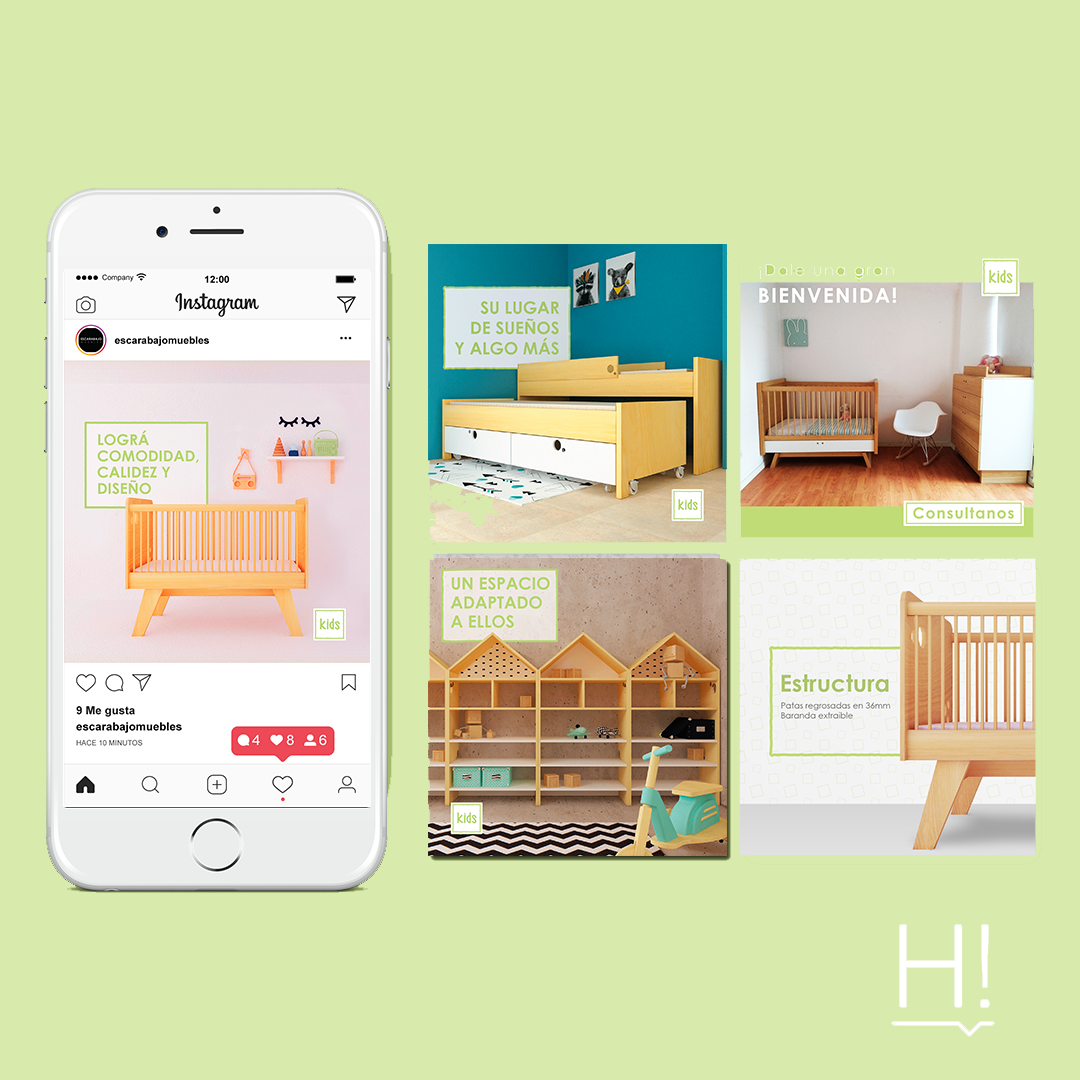 Company
12:00
Instagram
ESCARABAJO
escarabajomuebles
LOGRÁ
COMODIDAD,
CALIDEZ Y
DISEÑO
kids
9 Me gusta
escarabajomuebles
HACE 10 MINUTOS
4 8 6
SU LUGAR
DE SUEÑOS
Y ALGO MÁS
kids
¡Dale una gran
BIENVENIDA!
kids
Consultanos
UN ESPACIO
ADAPTADO
A ELLOS
kids
Estructura
Patas regrosadas en 36mm
Baranda extraible
H!